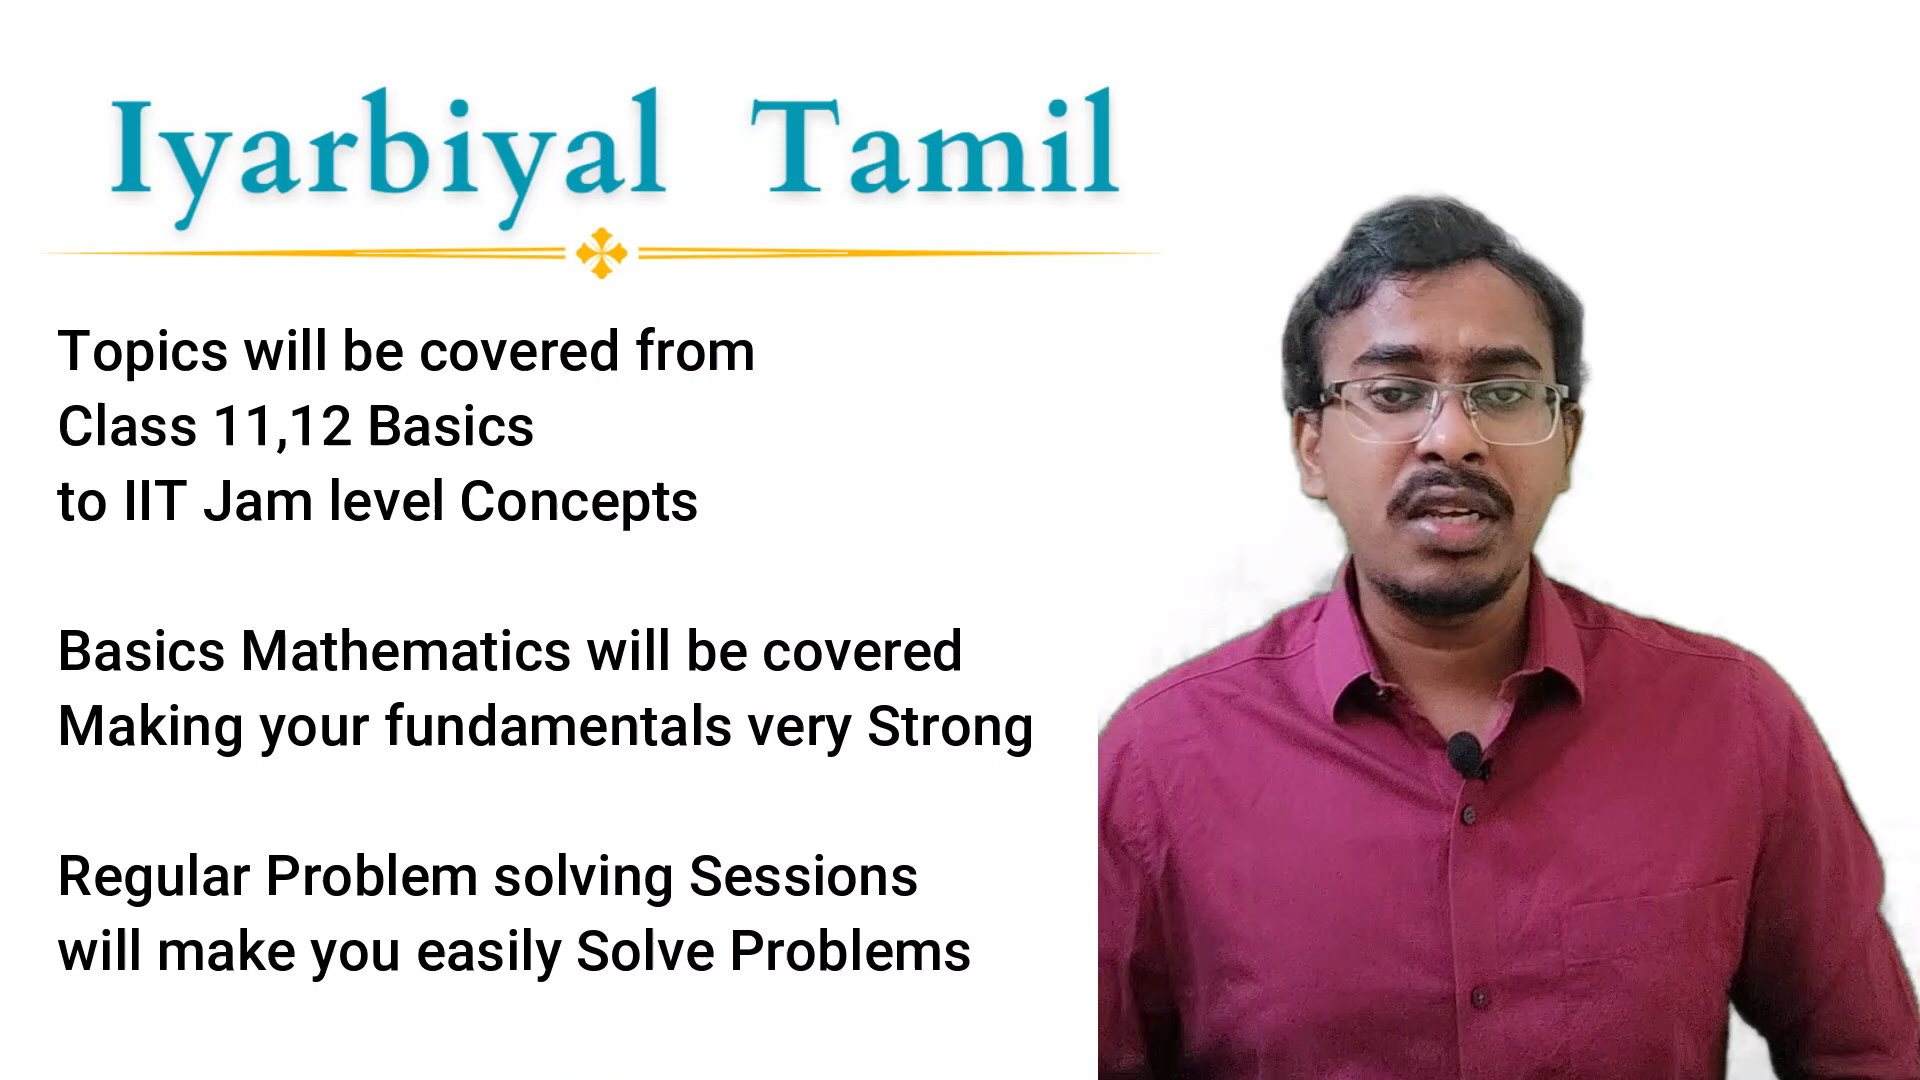 Iyarbiyal Tamil
Topics will be covered from
Class 11,12 Basics
to IIT Jam level Concepts
Basics Mathematics will be covered
Making your fundamentals very Strong
Regular Problem solving Sessions
will make you easily Solve Problems